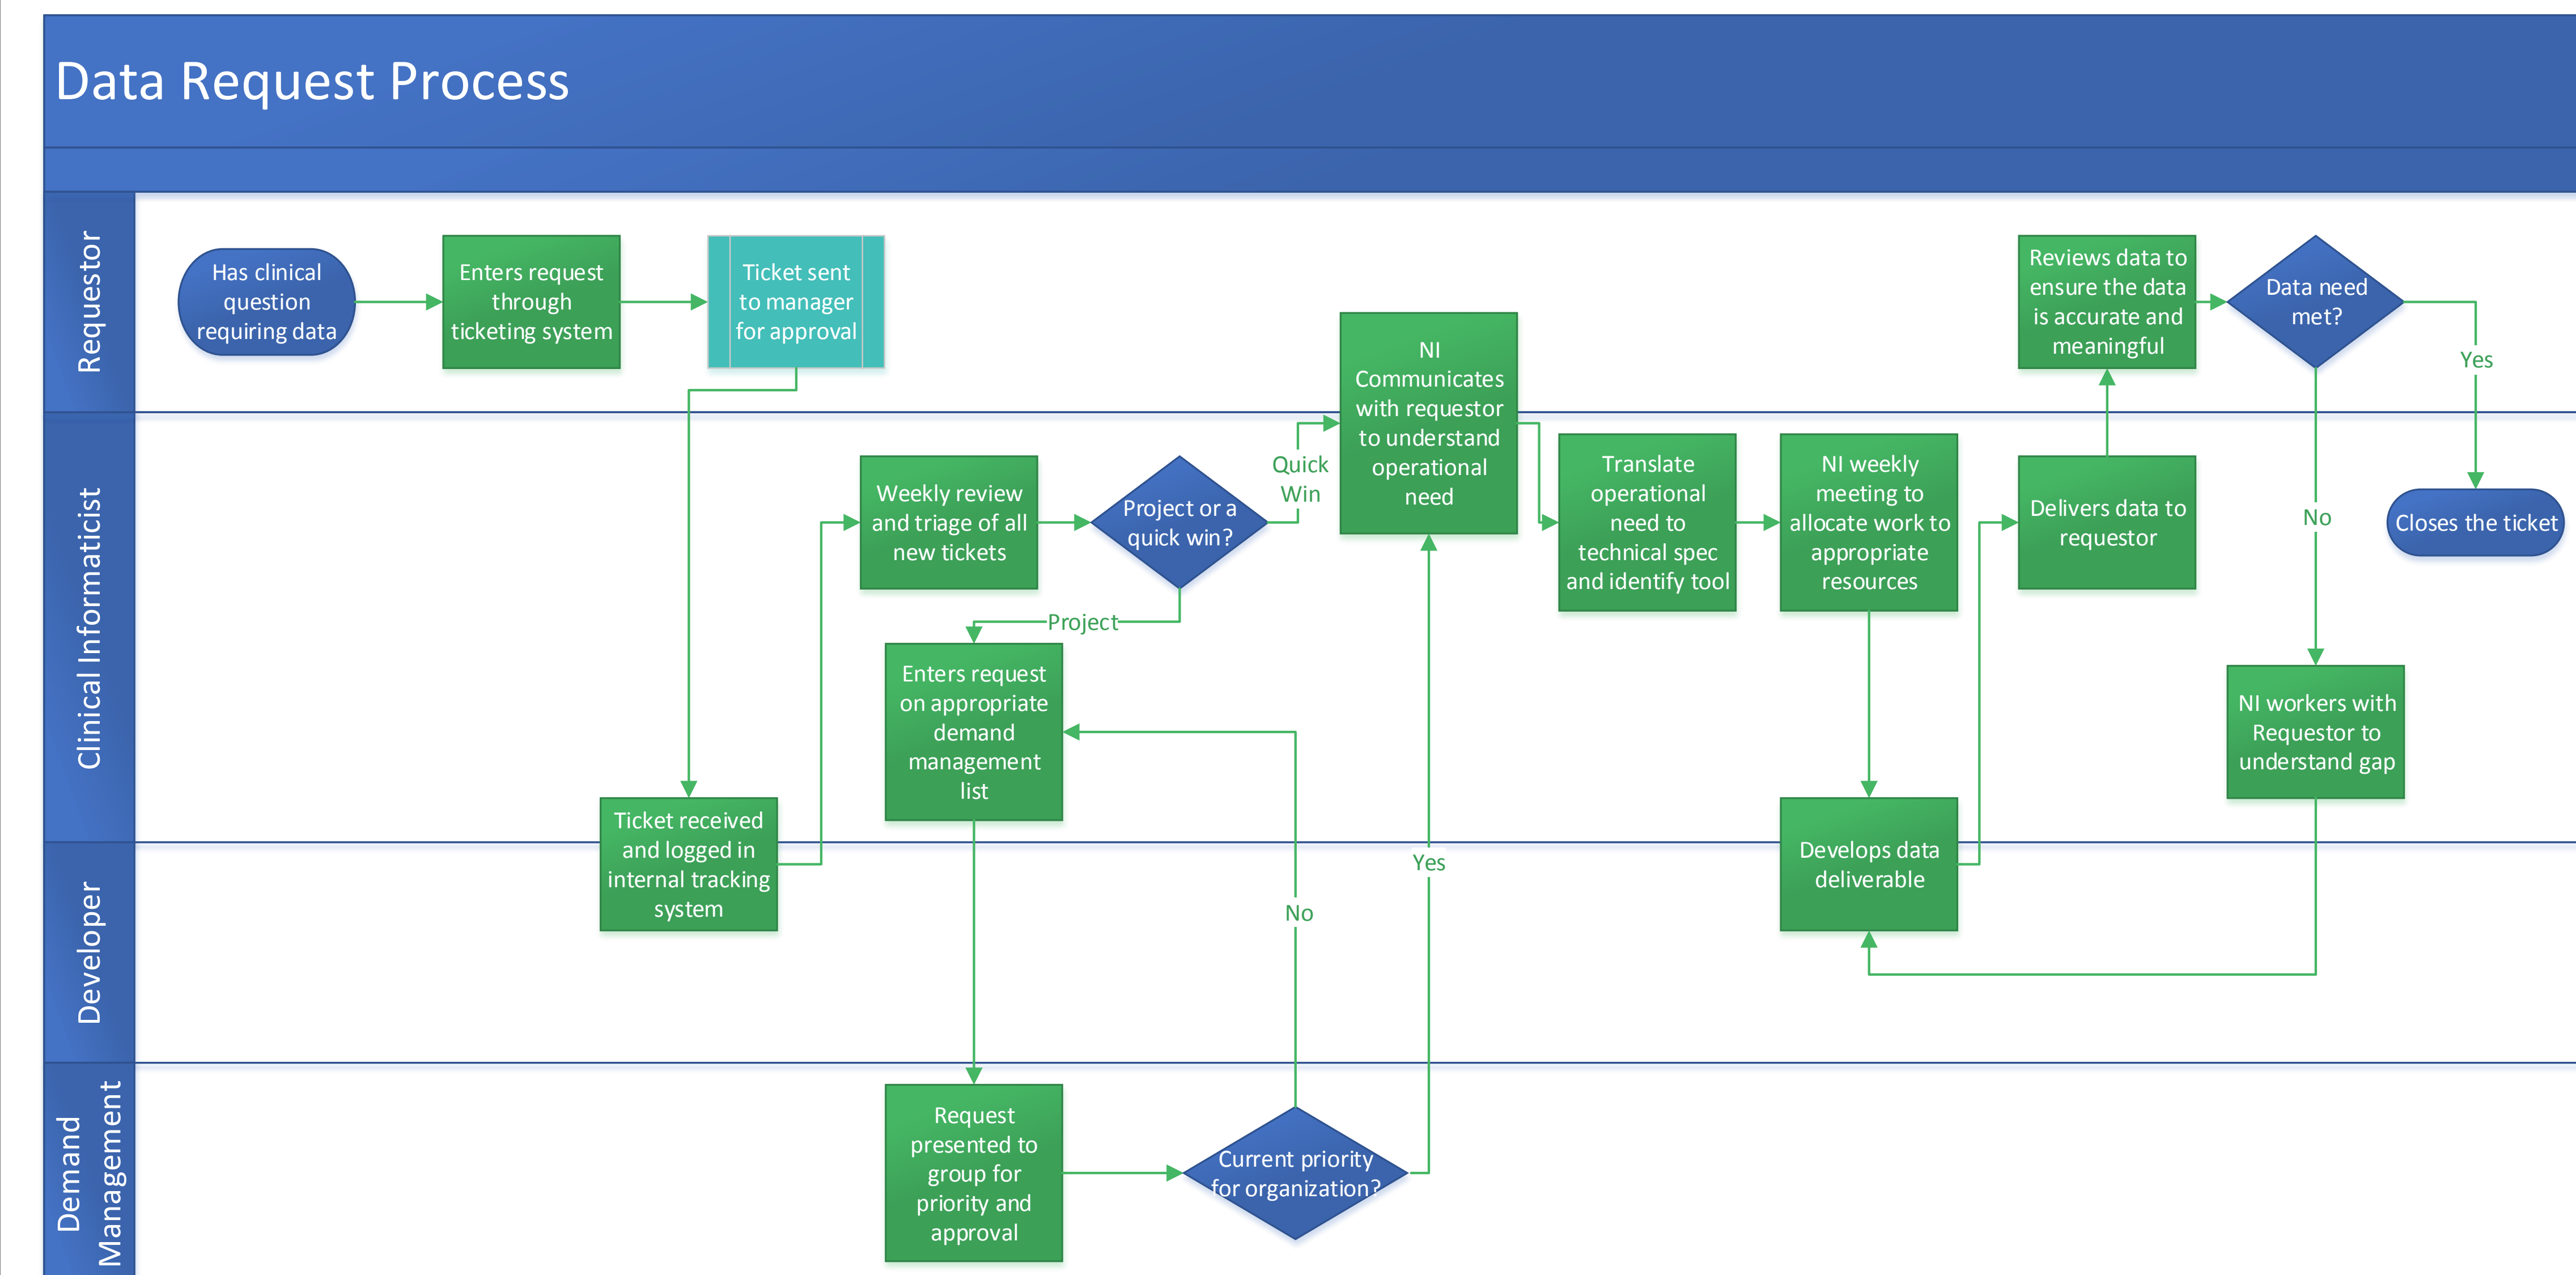 Data Request Process
Requestor
Has clinical
question
requiring data
Enters request
through
ticketing system
Ticket sent
to manager
for approval
NI
Communicates
with requestor
to understand
operational
need
Reviews data to
ensure the data
is accurate and
meaningful
Data need
met?
Yes
Clinical Informaticist
Weekly review
and triage of all
new tickets
Project or a
quick win?
Quick
Win
Project
Translate
operational
need to
technical spec
and identify tool
NI weekly
meeting to
allocate work to
appropriate
resources
Delivers data to
requestor
No
Closes the ticket
Enters request
on appropriate
demand
management
list
NI workers with
Requestor to
understand gap
Developer
Ticket received
and logged in
internal tracking
system
No
Yes
Develops data
deliverable
Demand
Management
Request
presented to
group for
priority and
approval
Current priority
for organization?